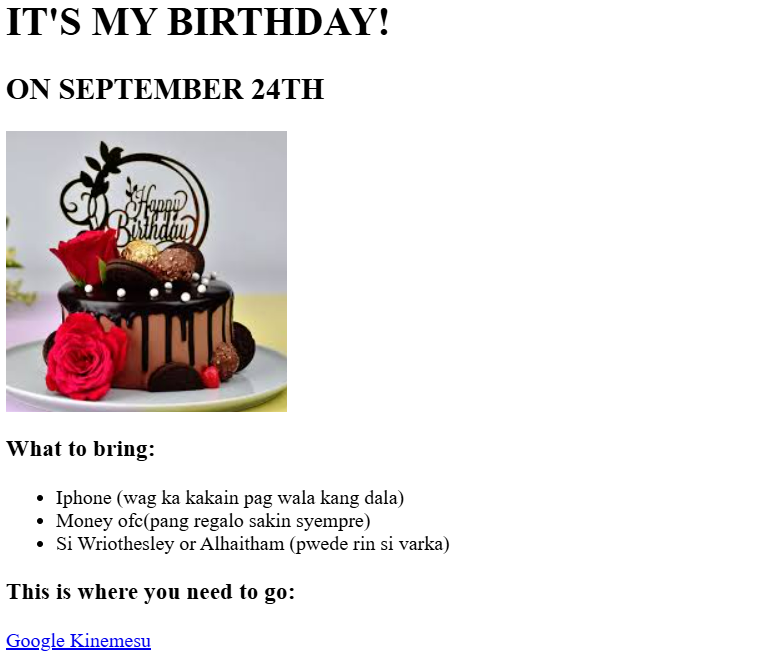 IT'S MY BIRTHDAY!
ON SEPTEMBER 24TH
Happy
Birthday
What to bring:
Iphone (wag ka kakain pag wala kang dala)
Money ofc(pang regalo sakin syempre)
Si Wriothesley or Alhaitham (pwede rin si varka)
This is where you need to go:
Google Kinemesu